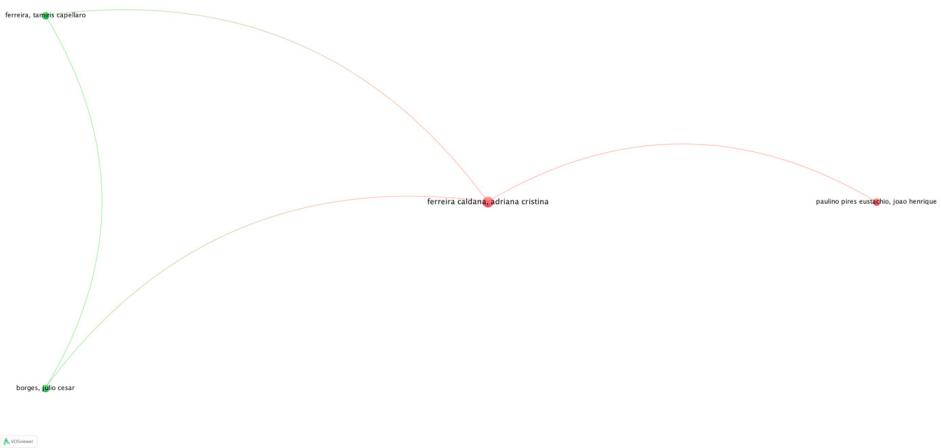 ferreira, tamiris capellaro
ferreira caldana, adriana cristina
paulino pires eustachio, joao henrique
borges, julio cesar
VOSviewer